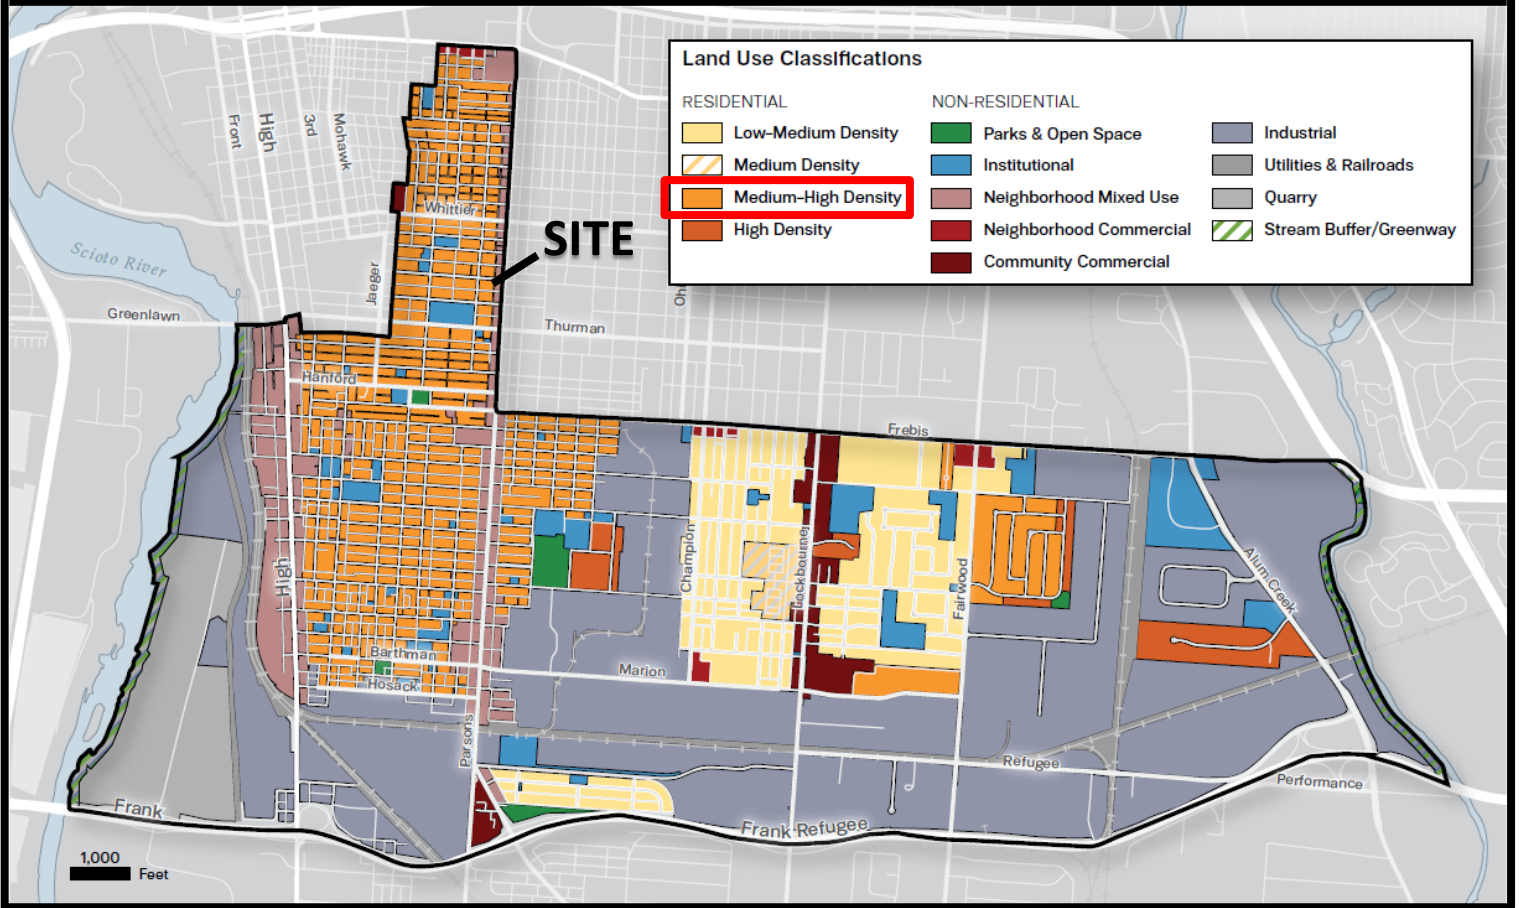 Land Use Classifications
RESIDENTIAL
Low-Medium Density
Medium Density
Medium-High Density
High Density
NON-RESIDENTIAL
Parks & Open Space
Institutional
Neighborhood Mixed Use
Neighborhood Commercial
Community Commercial
Industrial
Utilities & Railroads
Quarry
Stream Buffer/Greenway
Front
High
3rd
Mohawk
Whittier
SITE
Scioto River
Jaeger
Greenlawn
Thurman
Hanford
Frebis
High
Champion
Lockbourne
Fairwood
Alum Creek
Barthman
Marion
Hosack
Parsons
Refugee
Performance
Frank
Frank Refugee
1,000
Feet